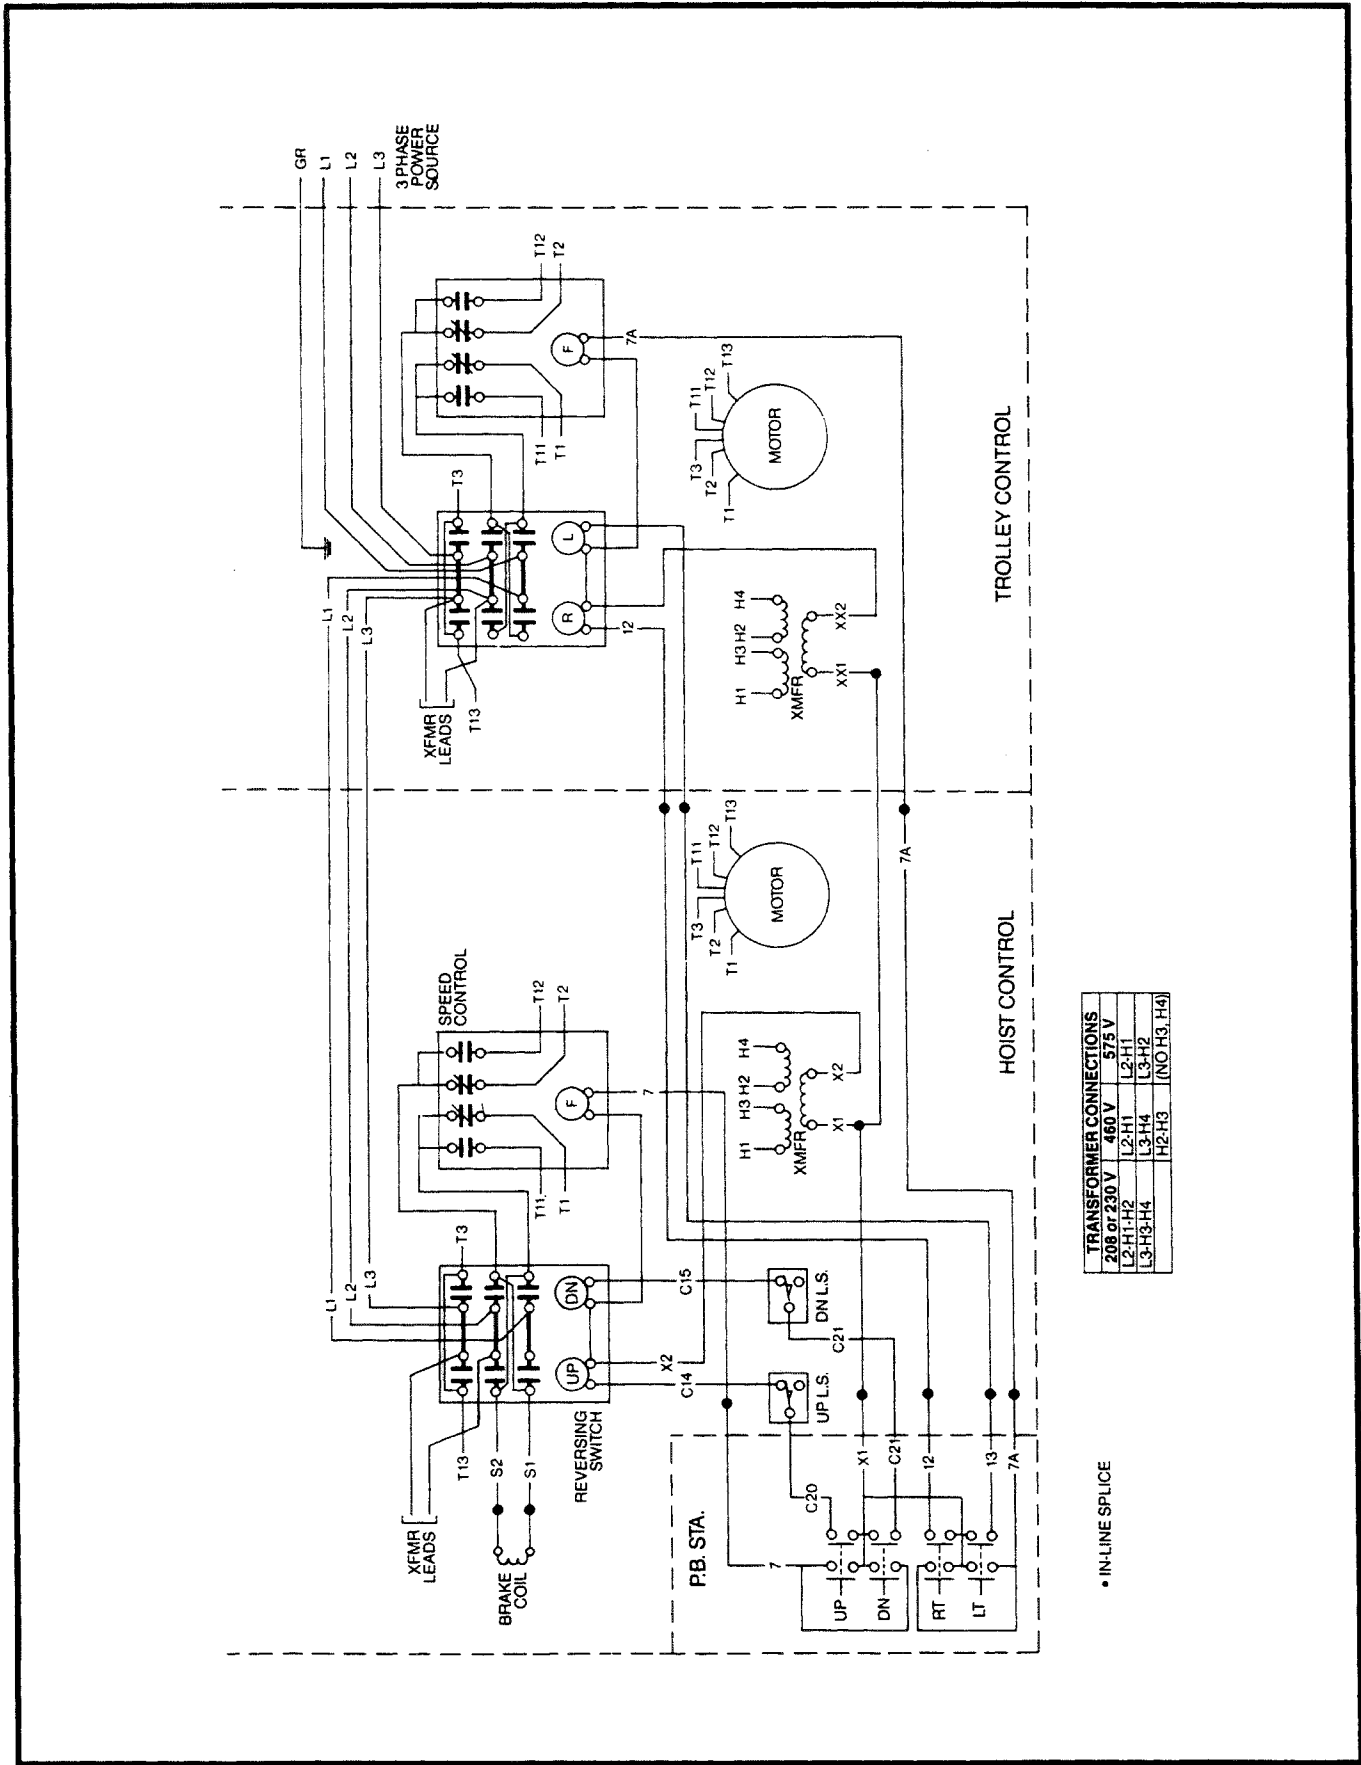 GR
L1
L2
L3
3 PHASE
POWER
SOURCE
L1
L2
L3
T12
T2
T11
T1
F
7A
T3
L
R
12
XFMR
LEADS
T13
T1
T2
T3
T11
T12
T13
MOTOR
H1
H3
H2
H4
XMFR
XX1
XX2
TROLLEY CONTROL
L1
L2
L3
SPEED
CONTROL
T12
T2
T11
T1
F
7
T3
DN
UP
REVERSING
SWITCH
XFMR
LEADS
T13
S2
S1
BRAKE
COIL
T1
T2
T3
T11
T12
T13
MOTOR
H1
H3
H2
H4
XMFR
X1
X2
7A
HOIST CONTROL
C15
X2
C14
DN L.S.
C21
UP L.S.
P.B. STA.
C20
X1
C21
12
13
7A
7
UP
DN
RT
LT
TRANSFORMER CONNECTIONS
208 or 230 V 460 V 575 V
L2-H1-H2 L2-H1 L2-H1
L3-H3-H4 L3-H4 L3-H2
H2-H3 (NO H3, H4)
• IN-LINE SPLICE